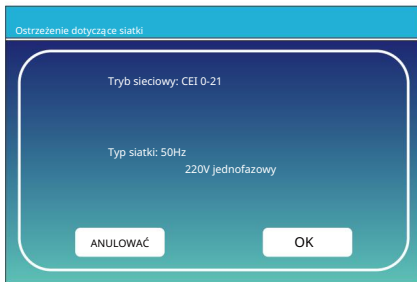 Ostrzeżenie dotyczące siatki
Tryb sieciowy: CEI 0-21
Typ siatki: 50Hz
220V jednofazowy
ANULOWAĆ
OK